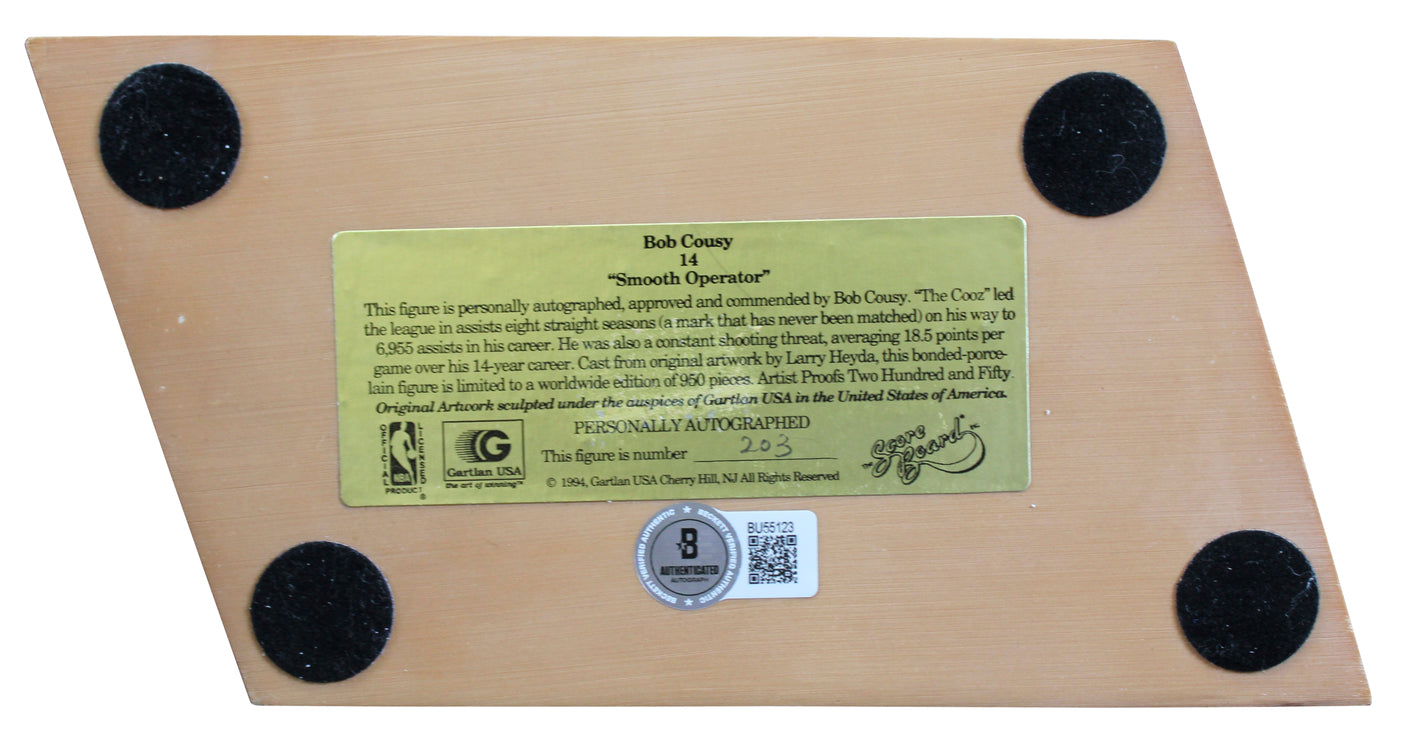 Bob Cousy
14
“Smooth Operator”
This figure is personally autographed, approved and commended by Bob Cousy. “The Cooz” led
the league in assists eight straight seasons (a mark that has never been matched) on his way to
6,955 assists in his career. He was also a constant shooting threat, averaging 18.5 points per
game over his 14-year career. Cast from original artwork by Larry Heyda, this bonded-porce-
lain figure is limited to a worldwide edition of 950 pieces. Artist Proofs Two Hundred and Fifty.
Original Artwork sculpted under the auspices of Gartlan USA in the United States of America.
PERSONALLY AUTOGRAPHED
This figure is number 203
© 1994, Gartlan USA Cherry Hill, NJ All Rights Reserved
OFFICIAL LICENSED
NBA
PRODUCT ®
G
Gartlan USA
the art of winning™
Score
Board™
BECKETT VERIFIED AUTHENTIC ★ BECKETT VERIFIED AUTHENTIC ★
B
AUTHENTICATED
AUTOGRAPH
BU55123